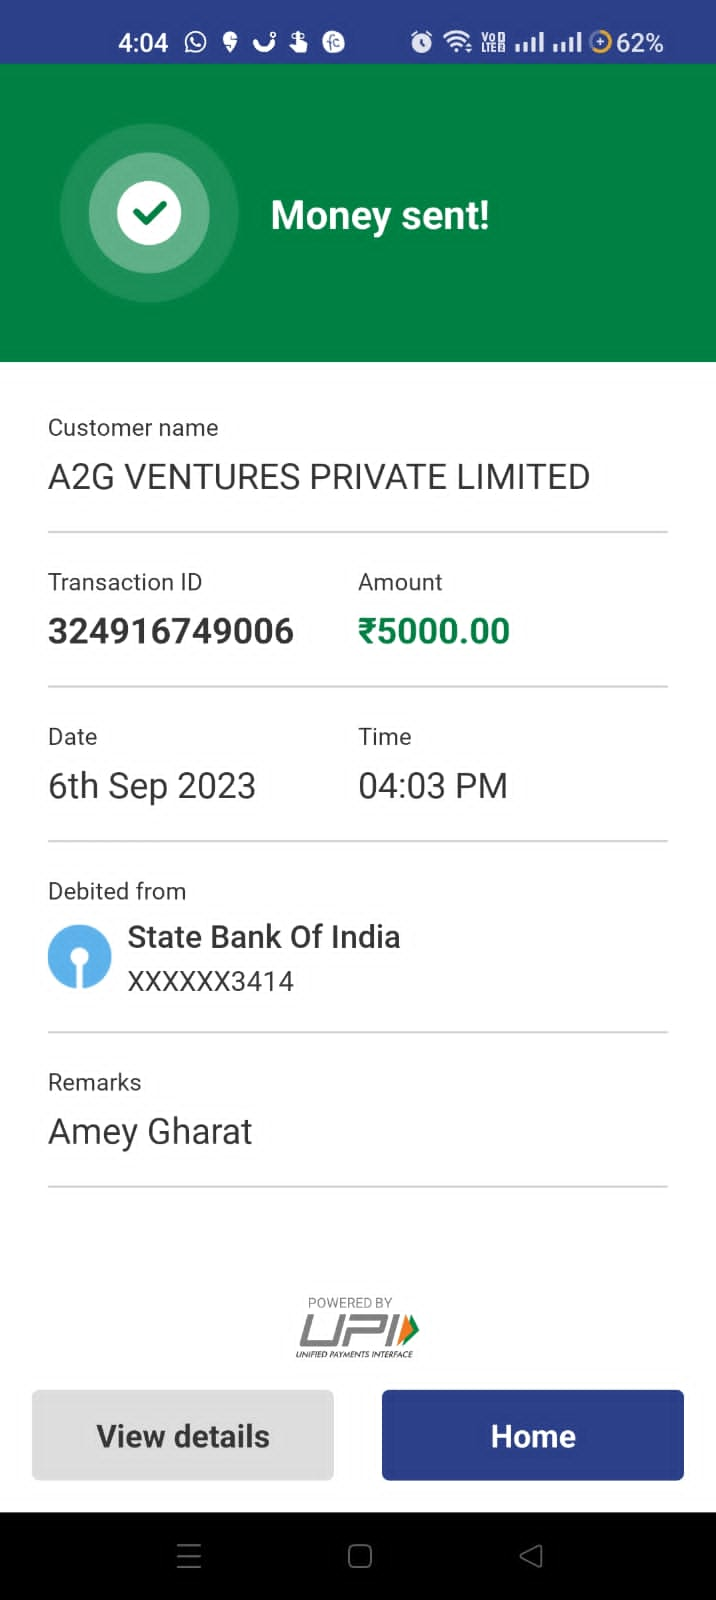 4:04 62%
Money sent!
Customer name
A2G VENTURES PRIVATE LIMITED
Transaction ID Amount
324916749006 ₹5000.00
Date Time
6th Sep 2023 04:03 PM
Debited from
State Bank Of India
XXXXXX3414
Remarks
Amey Gharat
POWERED BY
UPI
UNIFIED PAYMENTS INTERFACE
View details Home